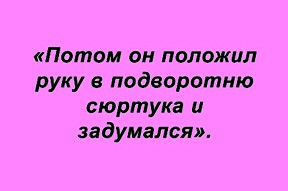 «Потом он положил
руку в подворотню
сюртука и
задумался».